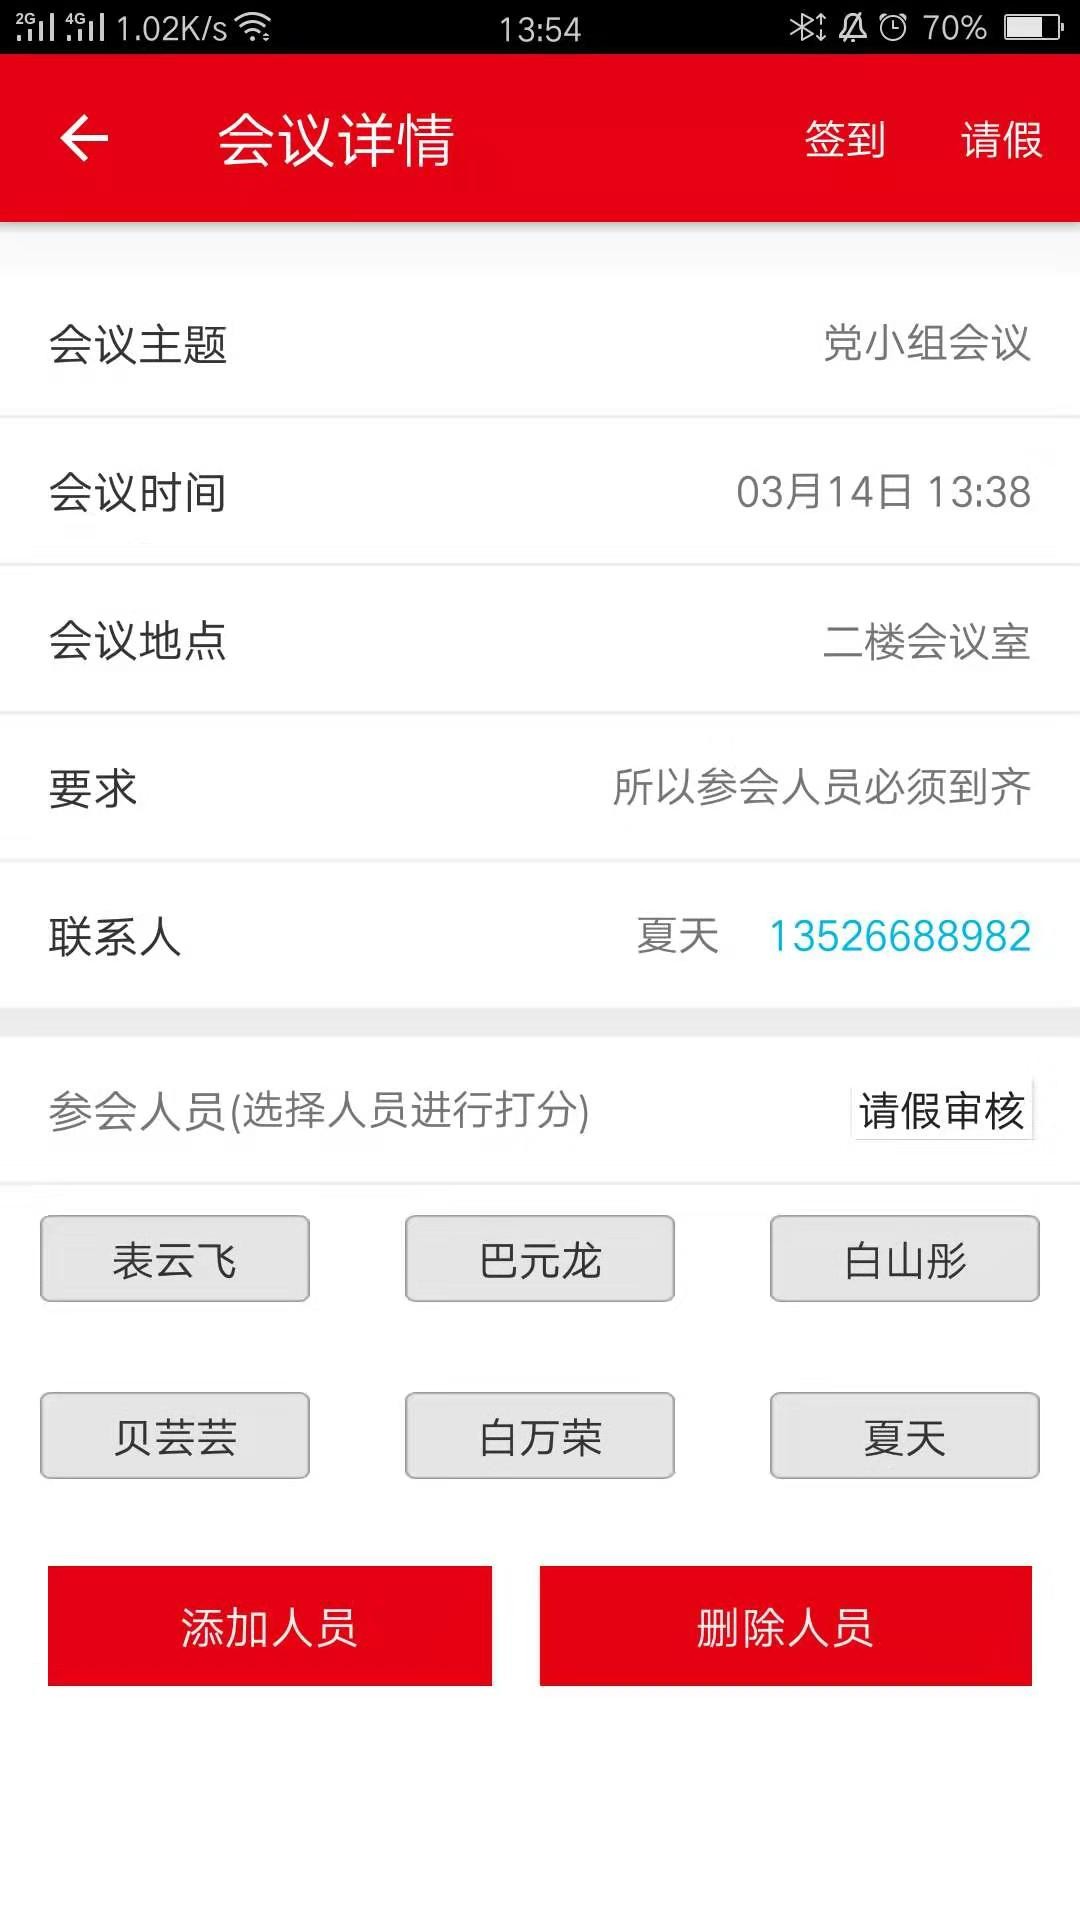 2G 4G 1.02K/s 13:54 70%
会议详情 签到 请假
会议主题 党小组会议
会议时间 03月14日 13:38
会议地点 二楼会议室
要求 所以参会人员必须到齐
联系人 夏天 13526688982
参会人员(选择人员进行打分) 请假审核
表云飞 巴元龙 白山彤
贝芸芸 白万荣 夏天
添加人员 删除人员